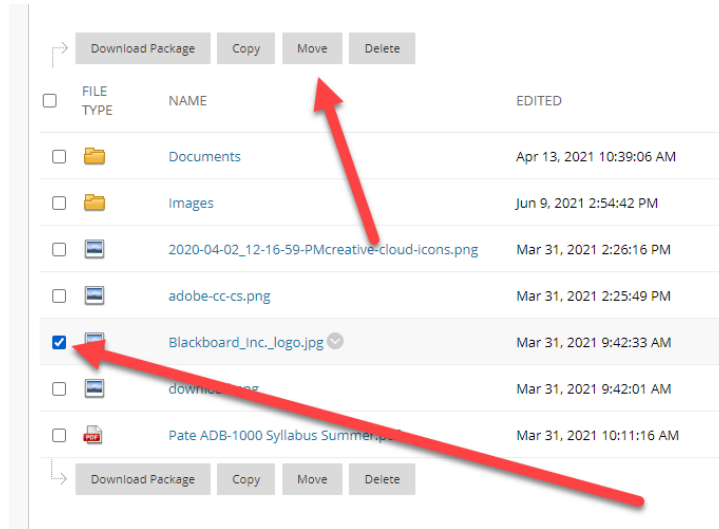 Download Package Copy Move Delete
FILE TYPE NAME EDITED
Documents Apr 13, 2021 10:39:06 AM
Images Jun 9, 2021 2:54:42 PM
2020-04-02_12-16-59-PMcreative-cloud-icons.png Mar 31, 2021 2:26:16 PM
adobe-cc-cs.png Mar 31, 2021 2:25:49 PM
Blackboard_Inc._logo.jpg Mar 31, 2021 9:42:33 AM
Mar 31, 2021 9:42:01 AM
PDF Pate ADB-1000 Syllabus Mar 31, 2021 10:11:16 AM
Download Package Copy Move Delete